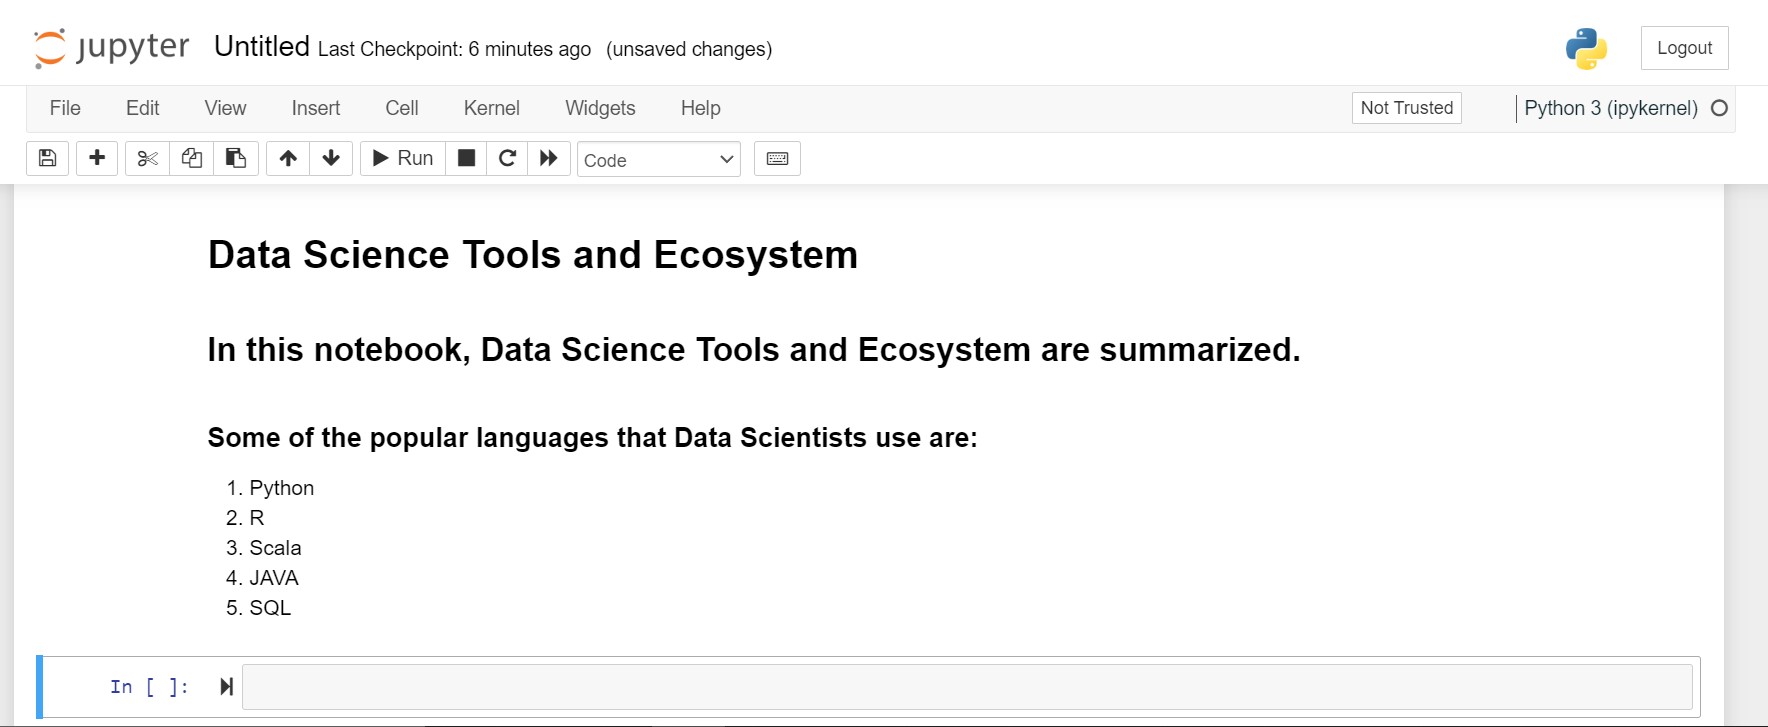 jupyter Untitled Last Checkpoint: 6 minutes ago (unsaved changes) Logout
File Edit View Insert Cell Kernel Widgets Help Not Trusted Python 3 (ipykernel)
Run Code
Data Science Tools and Ecosystem
In this notebook, Data Science Tools and Ecosystem are summarized.
Some of the popular languages that Data Scientists use are:
1. Python
2. R
3. Scala
4. JAVA
5. SQL
In [ ]: